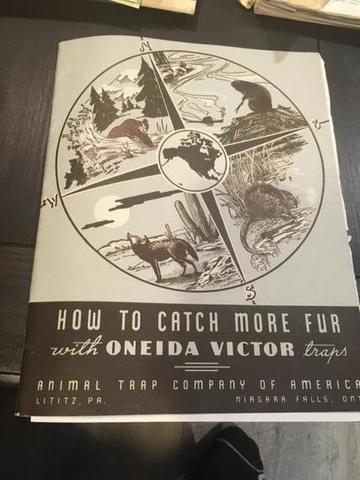 N
E
W
S
HOW TO CATCH MORE FUR
with ONEIDA VICTOR traps
ANIMAL TRAP COMPANY OF AMERICA
LITITZ, PA. NIAGARA FALLS, ONT